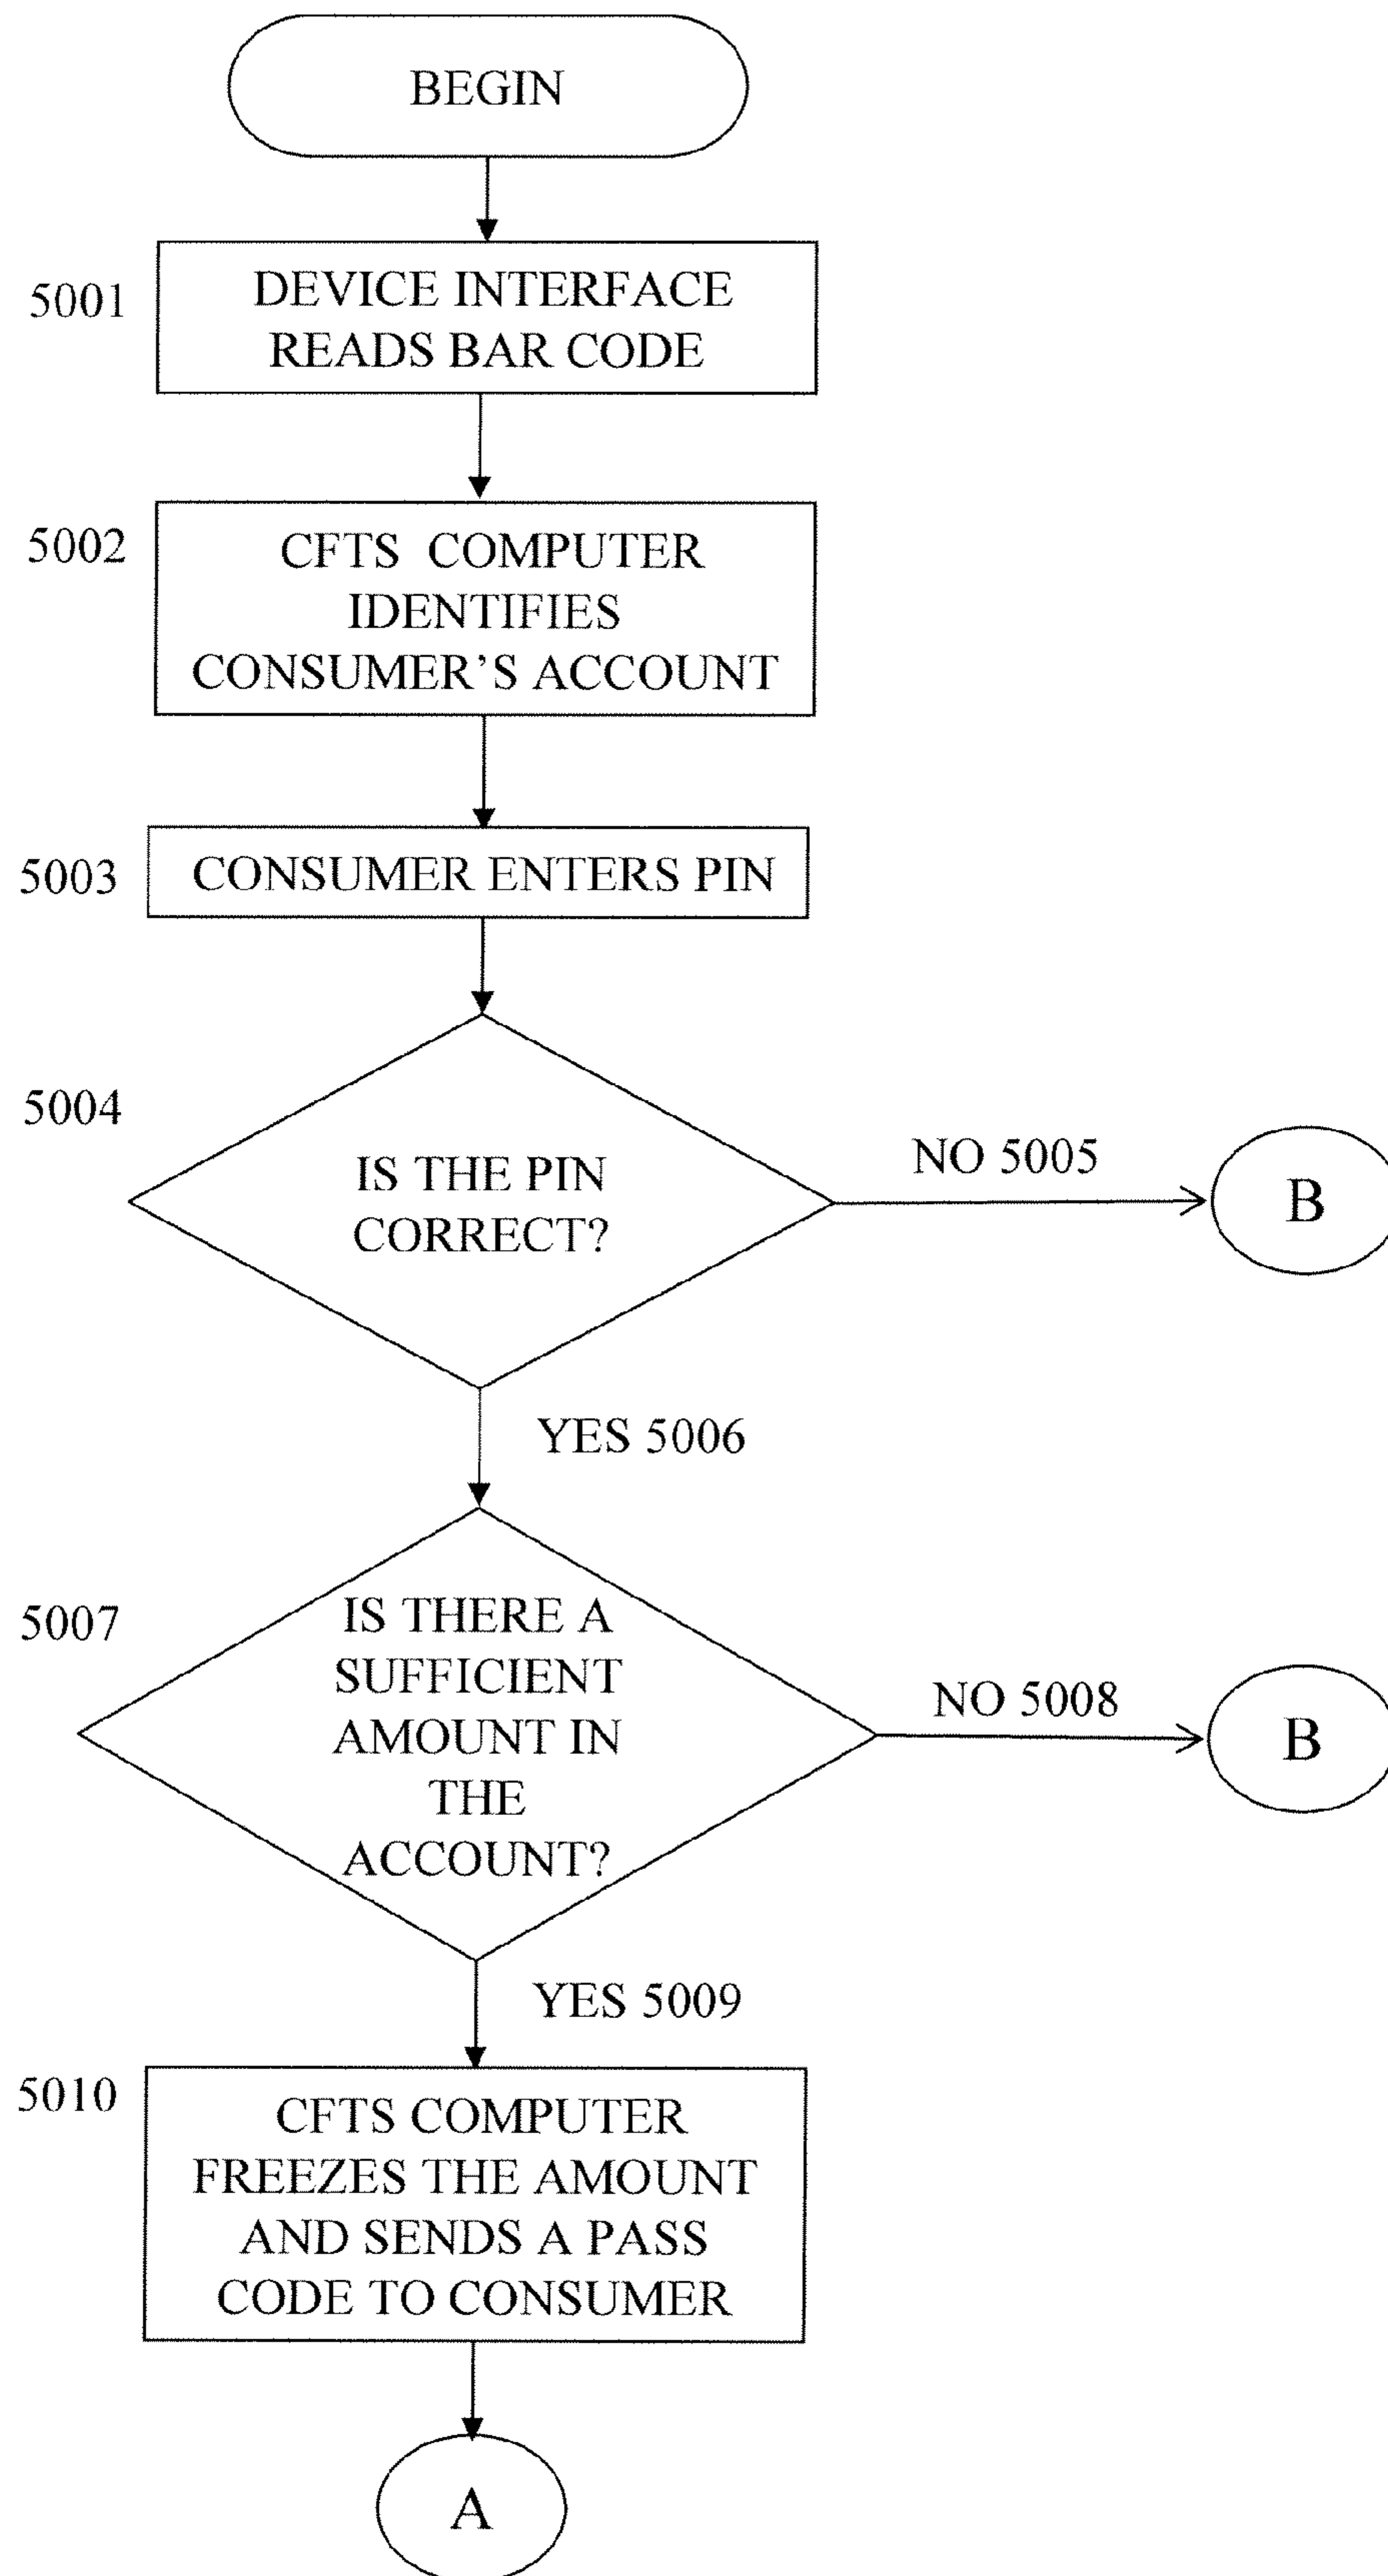 BEGIN
5001
DEVICE INTERFACE
READS BAR CODE
5002
CFTS COMPUTER
IDENTIFIES
CONSUMER’S ACCOUNT
5003
CONSUMER ENTERS PIN
5004
IS THE PIN
CORRECT?
NO 5005
B
YES 5006
5007
IS THERE A
SUFFICIENT
AMOUNT IN
THE
ACCOUNT?
NO 5008
B
YES 5009
5010
CFTS COMPUTER
FREEZES THE AMOUNT
AND SENDS A PASS
CODE TO CONSUMER
A